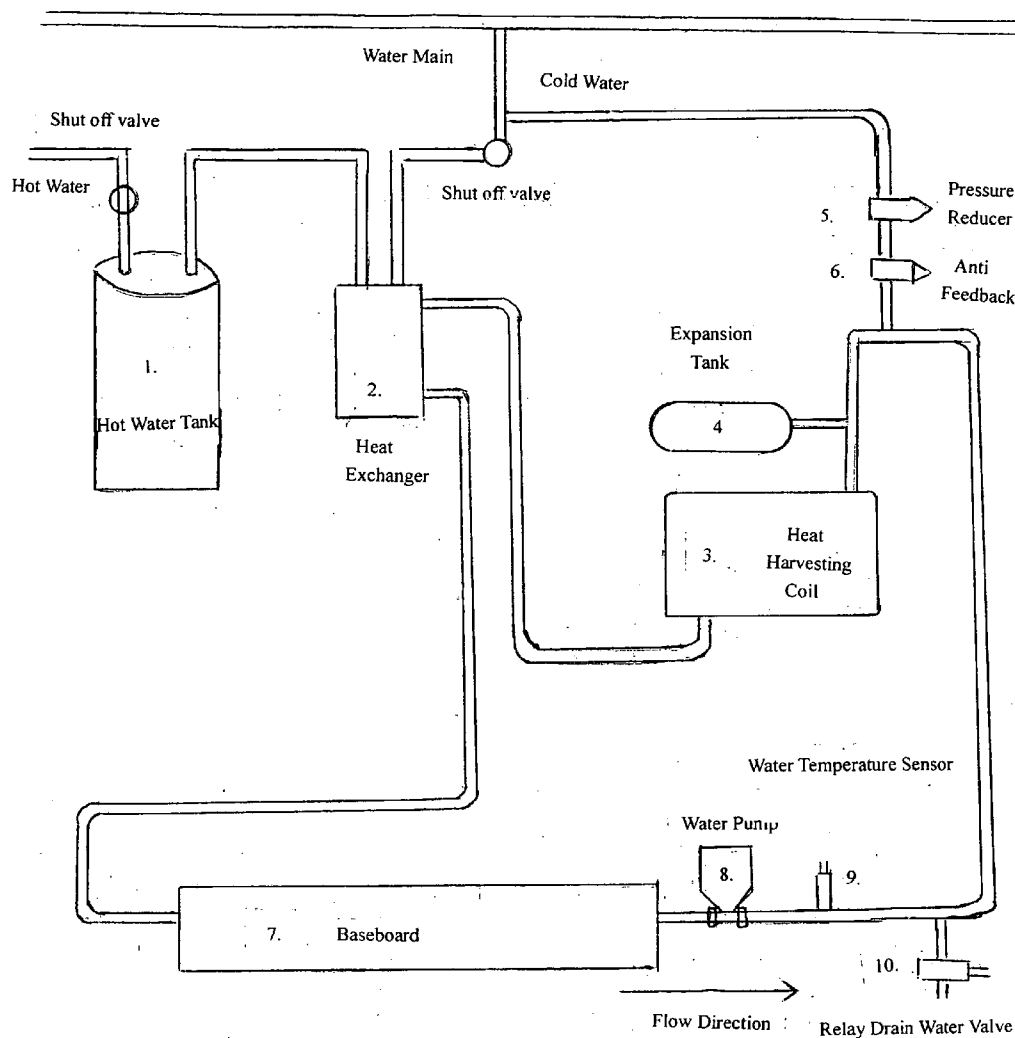 Water Main
Cold Water
Shut off valve
Hot Water
Shut off valve
5.
Pressure
Reducer
6.
Anti
Feedback
Expansion
Tank
1.
Hot Water Tank
2.
Heat
Exchanger
4
3.
Heat
Harvesting
Coil
Water Temperature Sensor
Water Pump
8.
9.
7.
Baseboard
10.
Flow Direction
Relay Drain Water Valve